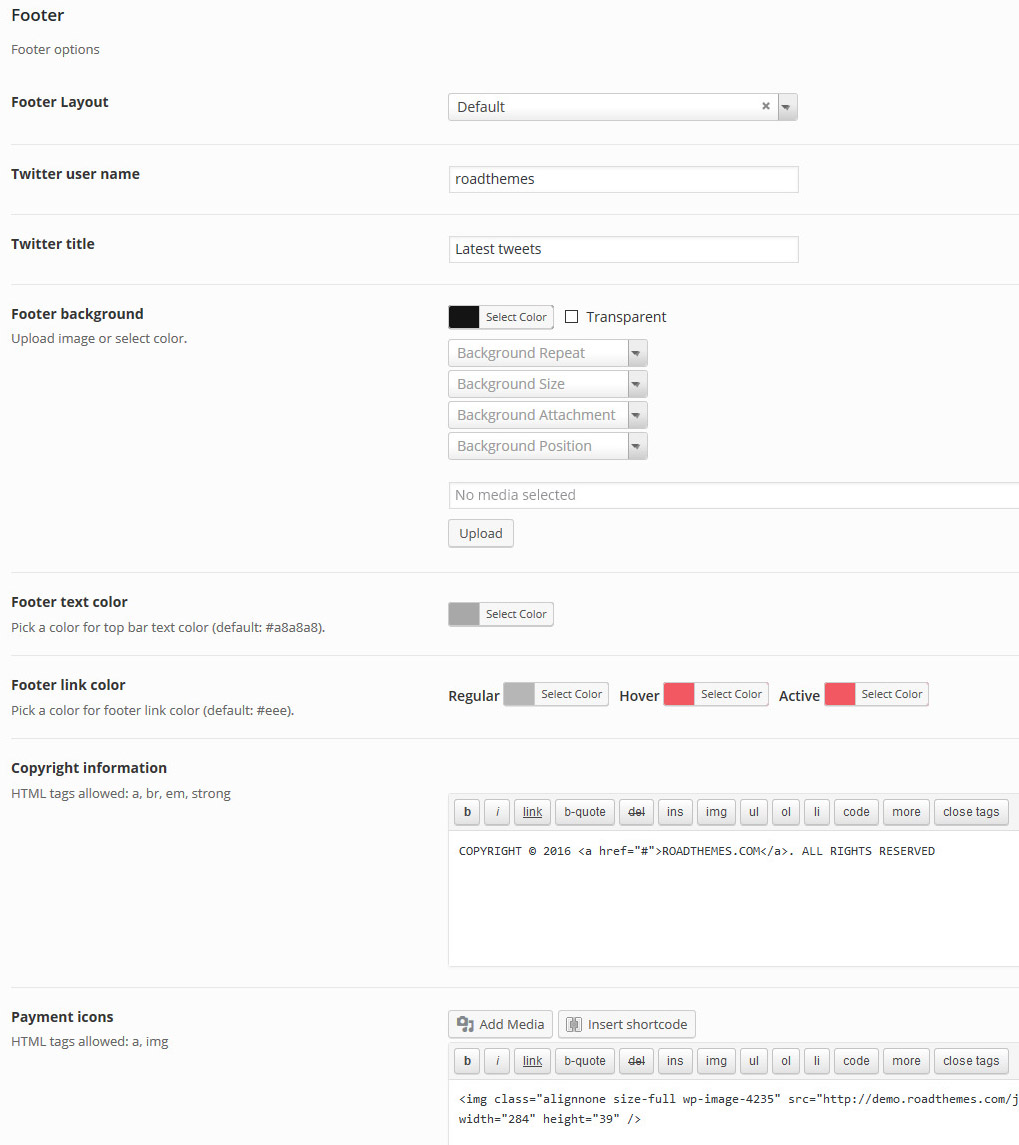 Footer
Footer options
Footer Layout
Default ×
Twitter user name
roadthemes
Twitter title
Latest tweets
Footer background
Upload image or select color.
Select Color Transparent
Background Repeat
Background Size
Background Attachment
Background Position
No media selected
Upload
Footer text color
Pick a color for top bar text color (default: #a8a8a8).
Select Color
Footer link color
Pick a color for footer link color (default: #eee).
Regular Select Color Hover Select Color Active Select Color
Copyright information
HTML tags allowed: a, br, em, strong
b i link b-quote del ins img ul ol li code more close tags
COPYRIGHT © 2016 <a href="#">ROADTHEMES.COM</a>. ALL RIGHTS RESERVED
Payment icons
HTML tags allowed: a, img
Add Media Insert shortcode
b i link b-quote del ins img ul ol li code more close tags
<img class="alignnone size-full wp-image-4235" src="http://demo.roadthemes.com/j
width="284" height="39" />